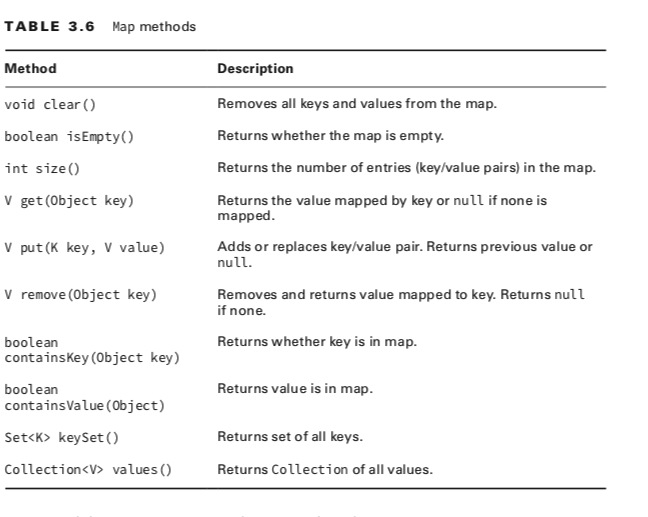 TABLE 3.6 Map methods
Method Description
void clear() Removes all keys and values from the map.
boolean isEmpty() Returns whether the map is empty.
int size() Returns the number of entries (key/value pairs) in the map.
V get(Object key) Returns the value mapped by key or null if none is
mapped.
V put(K key, V value) Adds or replaces key/value pair. Returns previous value or
null.
V remove(Object key) Removes and returns value mapped to key. Returns null
if none.
boolean Returns whether key is in map.
containsKey(Object key)
boolean Returns value is in map.
containsValue(Object)
Set<K> keySet() Returns set of all keys.
Collection<V> values() Returns Collection of all values.